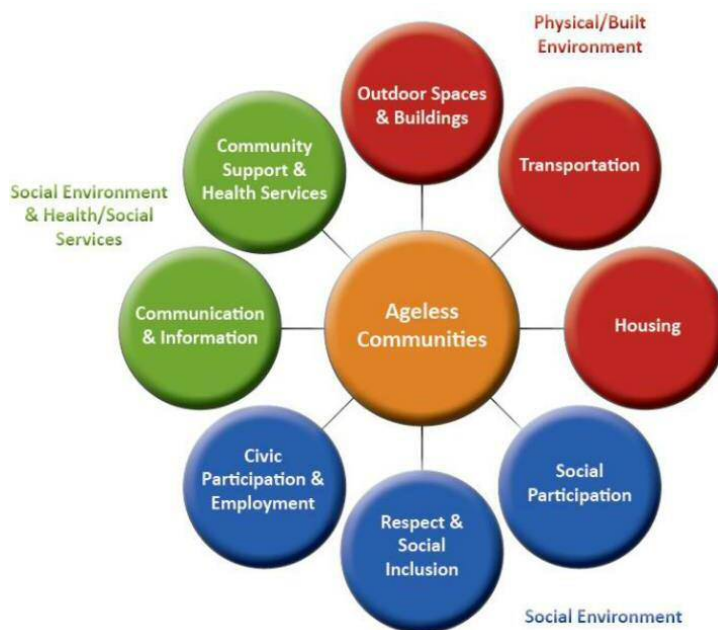 Physical/Built
Environment
Outdoor Spaces
& Buildings
Transportation
Housing
Social
Participation
Social Environment
Respect &
Social
Inclusion
Civic
Participation &
Employment
Communication
& Information
Social Environment
& Health/Social
Services
Community
Support &
Health Services
Ageless
Communities